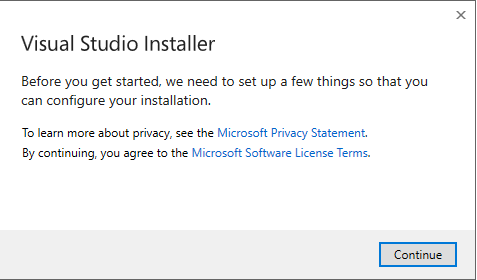 Visual Studio Installer
Before you get started, we need to set up a few things so that you
can configure your installation.
To learn more about privacy, see the Microsoft Privacy Statement.
By continuing, you agree to the Microsoft Software License Terms.
Continue